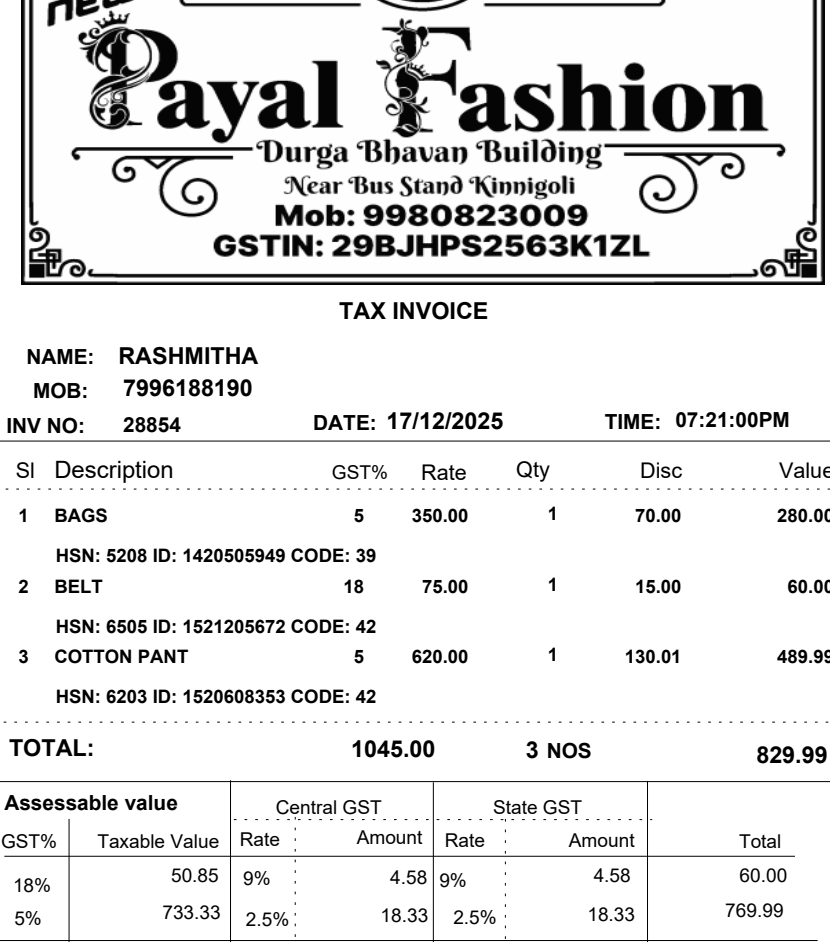 new
Payal Fashion
Durga Bhavan Building
Near Bus Stand Kinnigoli
Mob: 9980823009
GSTIN: 29BJHPS2563K1ZL
TAX INVOICE
NAME: RASHMITHA
MOB: 7996188190
INV NO: 28854 DATE: 17/12/2025 TIME: 07:21:00PM
Sl Description GST% Rate Qty Disc Value
1 BAGS 5 350.00 1 70.00 280.00
HSN: 5208 ID: 1420505949 CODE: 39
2 BELT 18 75.00 1 15.00 60.00
HSN: 6505 ID: 1521205672 CODE: 42
3 COTTON PANT 5 620.00 1 130.01 489.99
HSN: 6203 ID: 1520608353 CODE: 42
TOTAL: 1045.00 3 NOS 829.99
Assessable value Central GST State GST
GST% Taxable Value Rate Amount Rate Amount Total
18% 50.85 9% 4.58 9% 4.58 60.00
5% 733.33 2.5% 18.33 2.5% 18.33 769.99